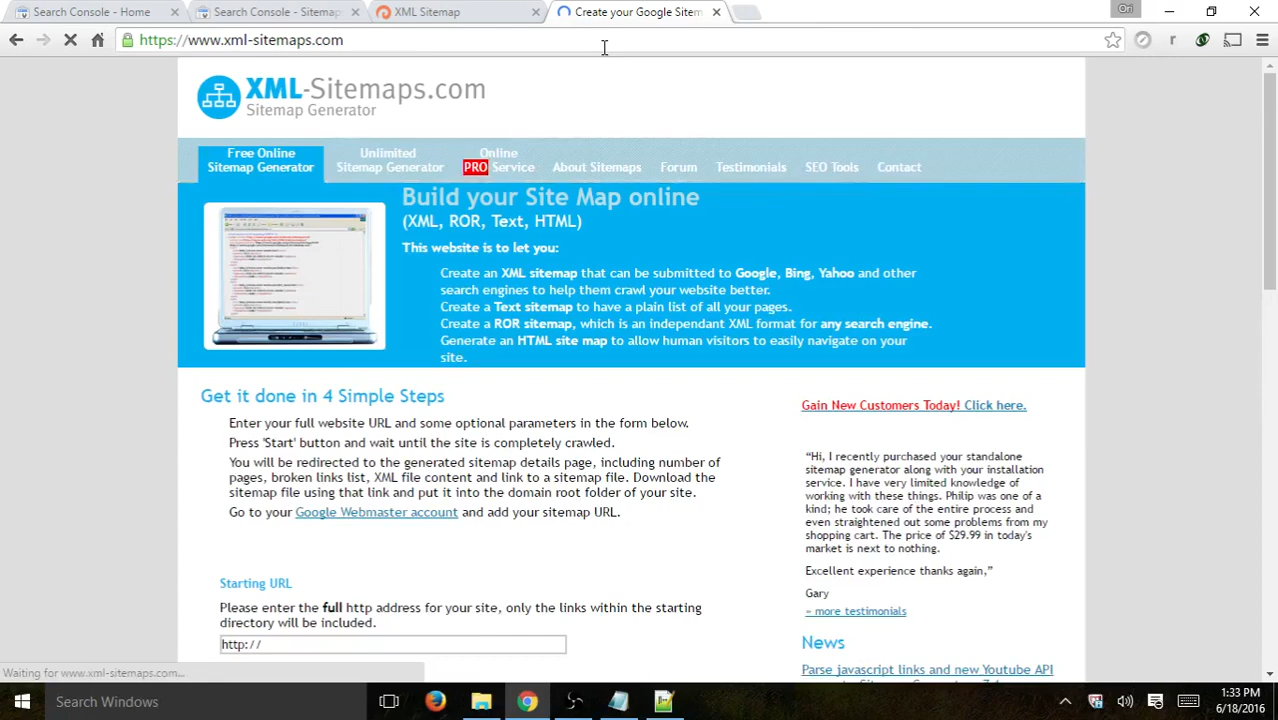 Search Console - Home
Search Console - Sitemap
XML Sitemap
Create your Google Sitem
Ori
https://www.xml-sitemaps.com
XML-Sitemaps.com
Sitemap Generator
Free Online
Sitemap Generator
Unlimited
Sitemap Generator
Online
PRO Service
About Sitemaps
Forum
Testimonials
SEO Tools
Contact
Build your Site Map online
(XML, ROR, Text, HTML)
This website is to let you:
Create an XML sitemap that can be submitted to Google, Bing, Yahoo and other
search engines to help them crawl your website better.
Create a Text sitemap to have a plain list of all your pages.
Create a ROR sitemap, which is an independant XML format for any search engine.
Generate an HTML site map to allow human visitors to easily navigate on your
site.
Get it done in 4 Simple Steps
Enter your full website URL and some optional parameters in the form below.
Press 'Start' button and wait until the site is completely crawled.
You will be redirected to the generated sitemap details page, including number of
pages, broken links list, XML file content and link to a sitemap file. Download the
sitemap file using that link and put it into the domain root folder of your site.
Go to your Google Webmaster account and add your sitemap URL.
Starting URL
Please enter the full http address for your site, only the links within the starting
directory will be included.
http://
Gain New Customers Today! Click here.
“Hi, I recently purchased your standalone
sitemap generator along with your installation
service. I have very limited knowledge of
working with these things. Philip was one of a
kind; he took care of the entire process and
even straightened out some problems from my
shopping cart. The price of $29.99 in today's
market is next to nothing.
Excellent experience thanks again,”
Gary
» more testimonials
News
Parse javascript links and new Youtube API
Waiting for www.xml-sitemaps.com...
Search Windows
1:33 PM
6/18/2016